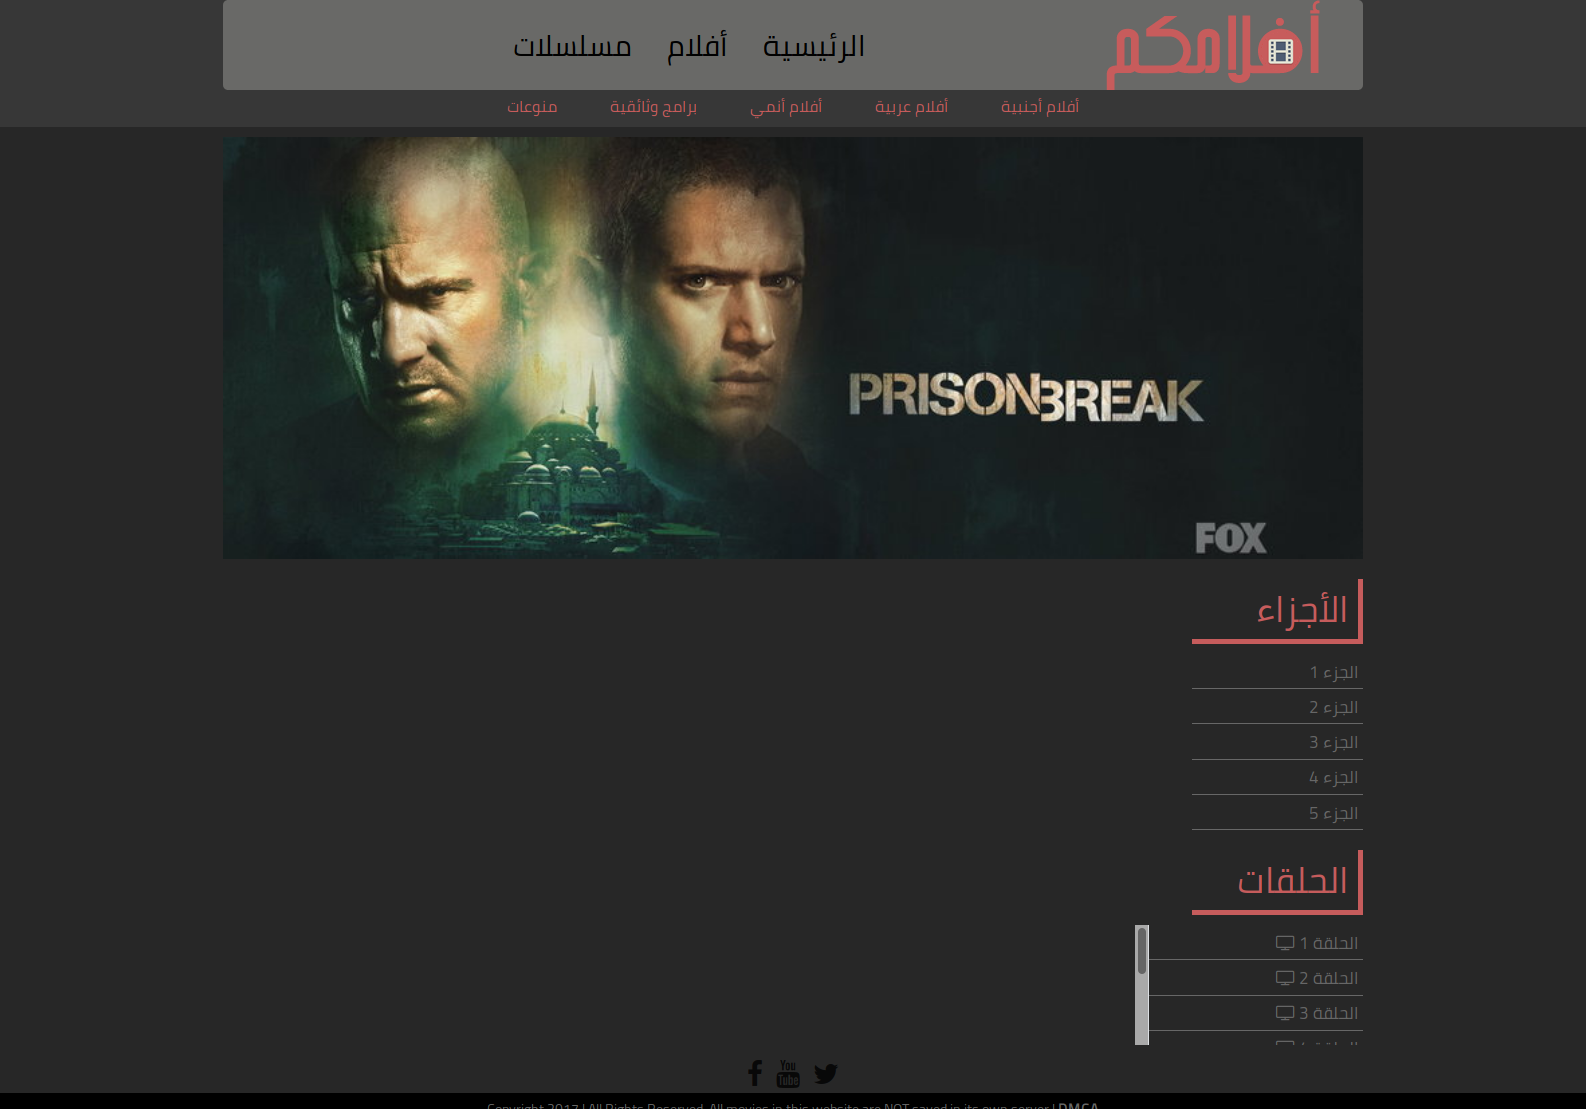 أفلامكم
الرئيسية أفلام مسلسلات
أفلام أجنبية أفلام عربية أفلام أنمي برامج وثائقية منوعات
PRISON BREAK
FOX
الأجزاء
الجزء 1
الجزء 2
الجزء 3
الجزء 4
الجزء 5
الحلقات
الحلقة 1
الحلقة 2
الحلقة 3
You
Tube
Copyright 2017 | All Rights Reserved. All movies in this website are NOT saved in its own server | DMCA